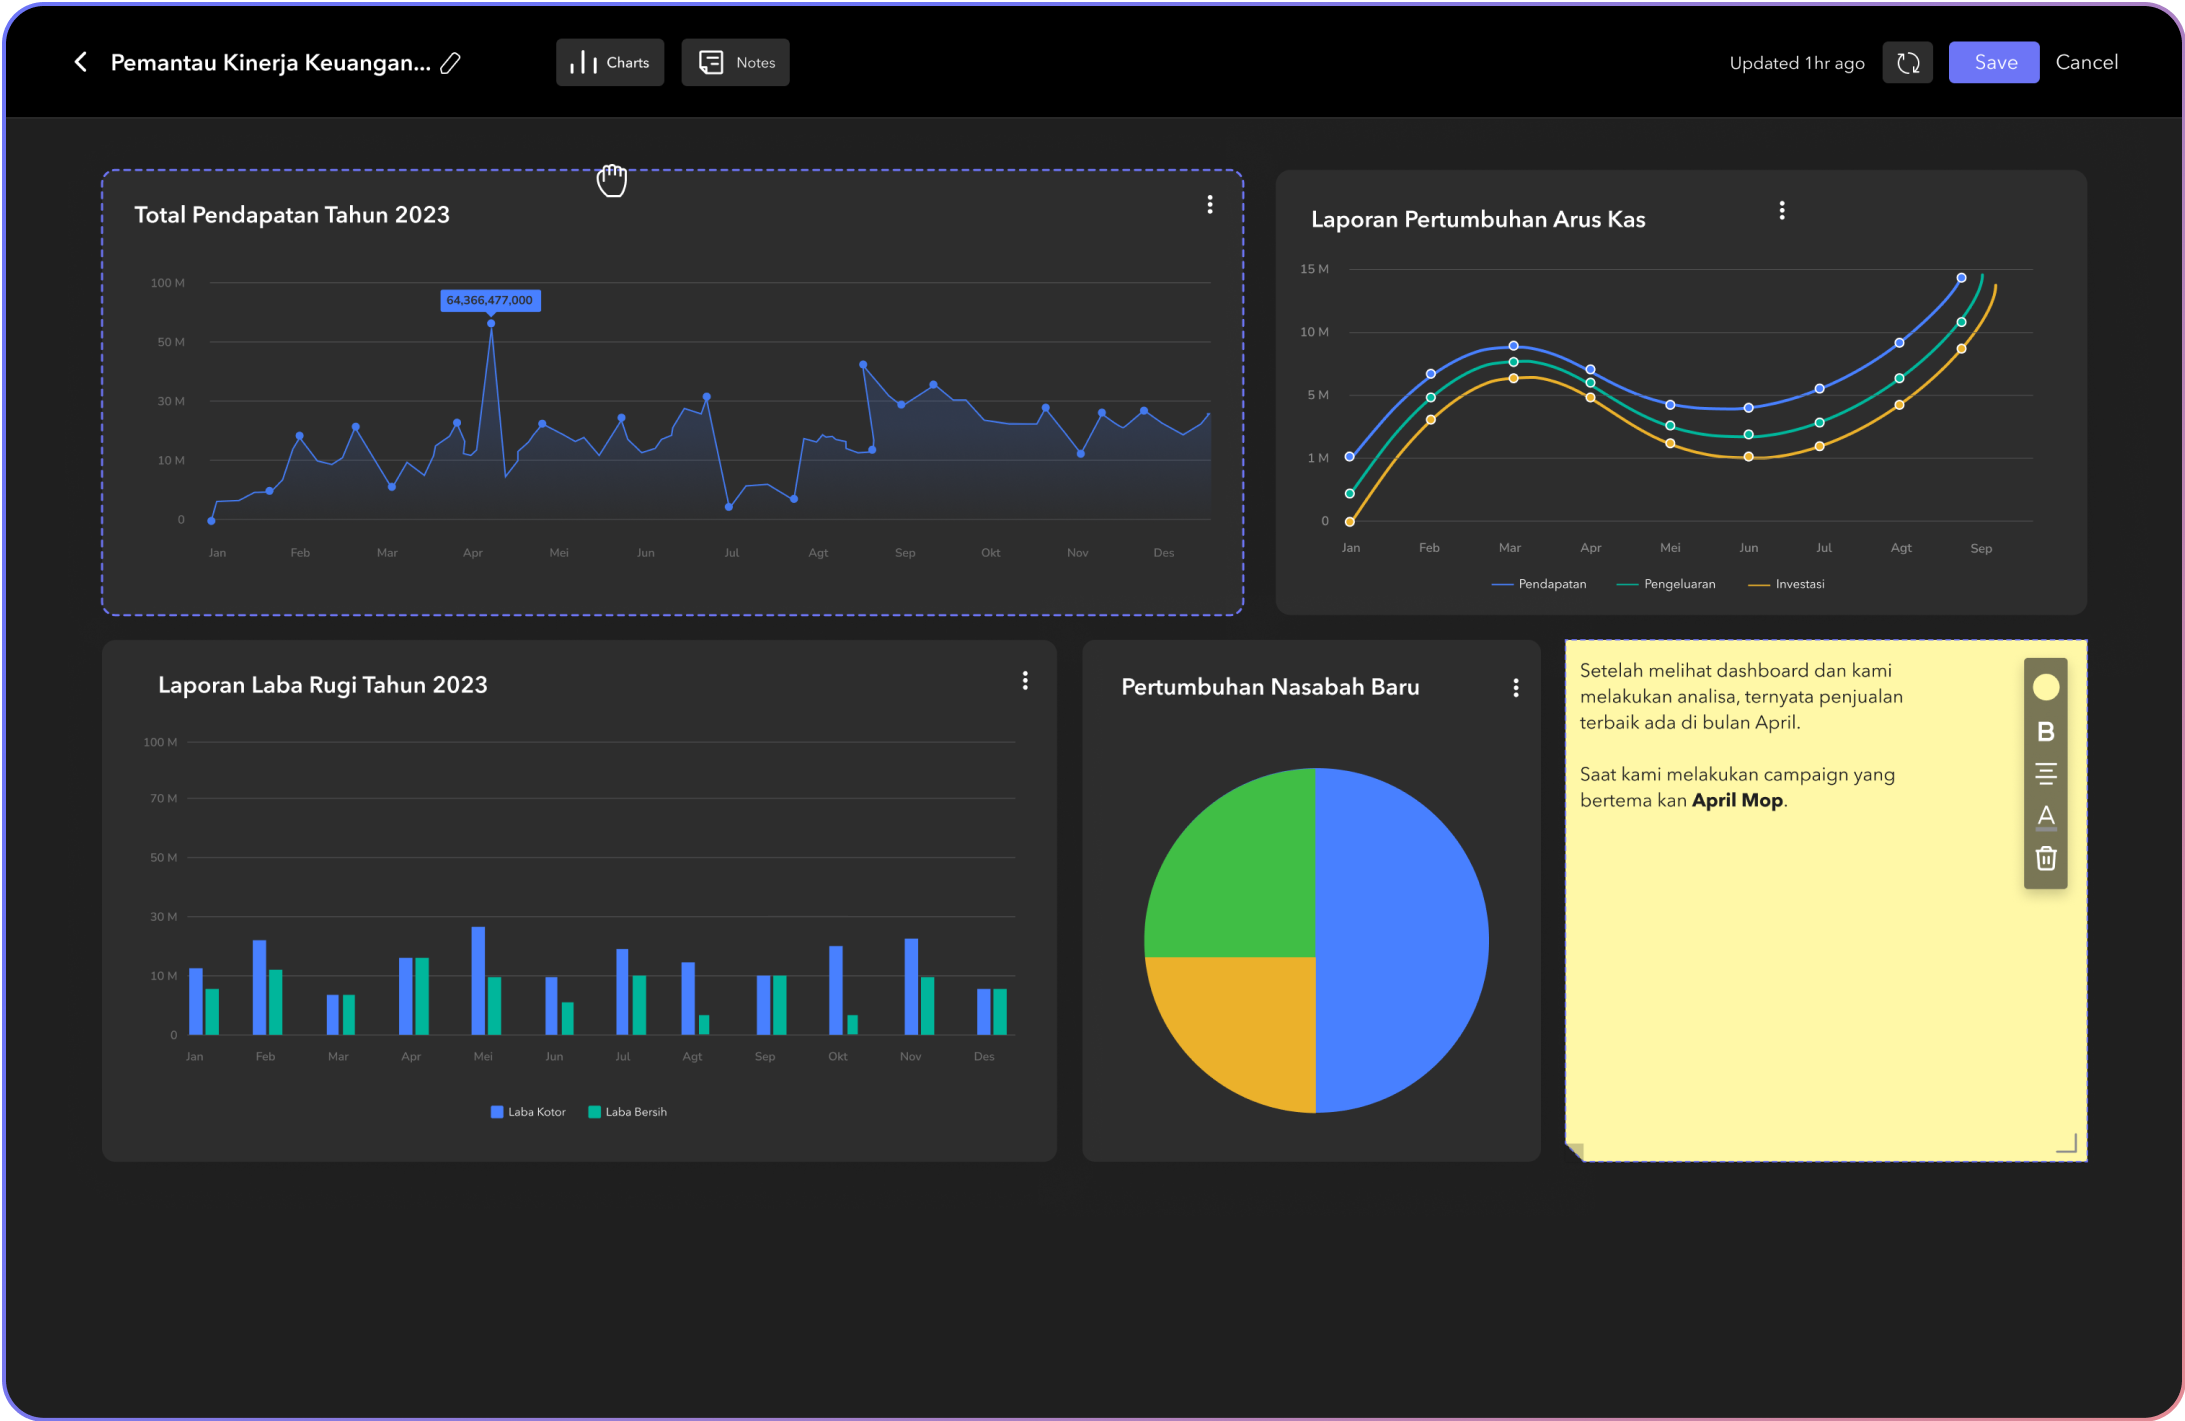 Pemantau Kinerja Keuangan...
Charts
Notes
Updated 1hr ago
Save
Cancel
Total Pendapatan Tahun 2023
100 M
50 M
30 M
10 M
0
64,366,477,000
Jan Feb Mar Apr Mei Jun Jul Agt Sep Okt Nov Des
Laporan Pertumbuhan Arus Kas
15 M
10 M
5 M
1 M
0
Jan Feb Mar Apr Mei Jun Jul Agt Sep
Pendapatan Pengeluaran Investasi
Laporan Laba Rugi Tahun 2023
100 M
70 M
50 M
30 M
10 M
0
Jan Feb Mar Apr Mei Jun Jul Agt Sep Okt Nov Des
Laba Kotor Laba Bersih
Pertumbuhan Nasabah Baru
Setelah melihat dashboard dan kami
melakukan analisa, ternyata penjualan
terbaik ada di bulan April.
Saat kami melakukan campaign yang
bertema kan April Mop.
B
A